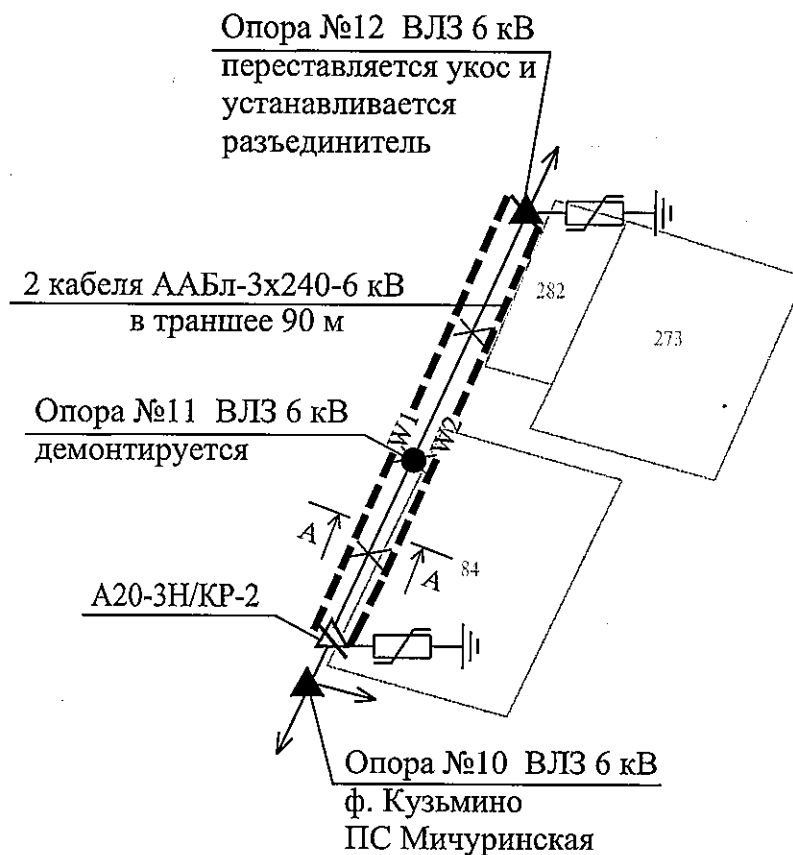 Опора №12 ВЛЗ 6 кВ
переставляется укос и
устанавливается
разъединитель
2 кабеля ААБл-3х240-6 кВ
в траншее 90 м
282
273
Опора №11 ВЛЗ 6 кВ
демонтируется
W1
W2
А
А
84
А20-3Н/КР-2
Опора №10 ВЛЗ 6 кВ
ф. Кузьмино
ПС Мичуринская